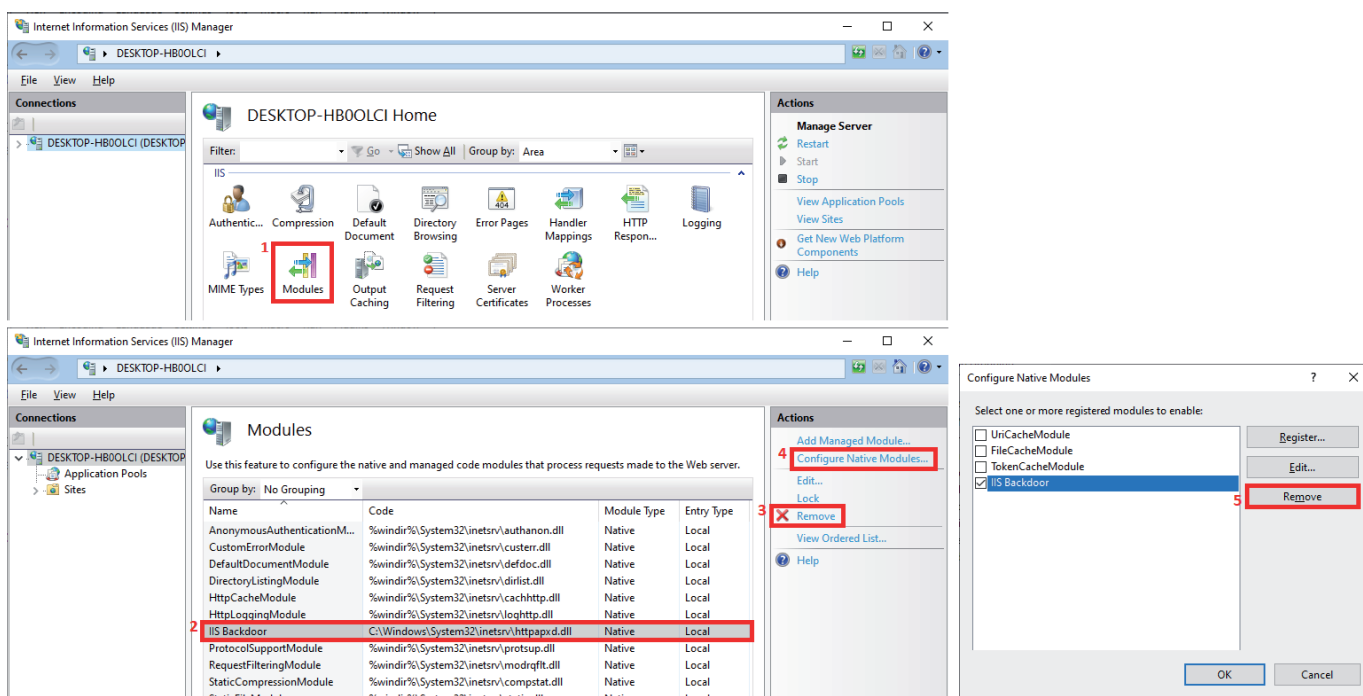 Internet Information Services (IIS) Manager
DESKTOP-HB0OLCI
File View Help
Connections
DESKTOP-HB0OLCI (DESKTOP
DESKTOP-HB0OLCI Home
Filter: Go Show All Group by: Area
IIS
Authentic... Compression Default Document Directory Browsing Error Pages Handler Mappings HTTP Respon... Logging
1
MIME Types Modules Output Caching Request Filtering Server Certificates Worker Processes
Actions
Manage Server
Restart
Start
Stop
View Application Pools
View Sites
Get New Web Platform
Components
Help
Internet Information Services (IIS) Manager
DESKTOP-HB0OLCI
File View Help
Connections
DESKTOP-HB0OLCI (DESKTOP
Application Pools
Sites
Modules
Use this feature to configure the native and managed code modules that process requests made to the Web server.
Group by: No Grouping
Name Code Module Type Entry Type
AnonymousAuthenticationM... %windir%\System32\inetsrv\authanon.dll Native Local
CustomErrorModule %windir%\System32\inetsrv\custerr.dll Native Local
DefaultDocumentModule %windir%\System32\inetsrv\defdoc.dll Native Local
DirectoryListingModule %windir%\System32\inetsrv\dirlist.dll Native Local
HttpCacheModule %windir%\System32\inetsrv\cachhttp.dll Native Local
HttpLoggingModule %windir%\System32\inetsrv\loghttp.dll Native Local
2 IIS Backdoor C:\Windows\System32\inetsrv\httpapxd.dll Native Local
ProtocolSupportModule %windir%\System32\inetsrv\protsup.dll Native Local
RequestFilteringModule %windir%\System32\inetsrv\modrqflt.dll Native Local
StaticCompressionModule %windir%\System32\inetsrv\compstat.dll Native Local
Actions
Add Managed Module...
4 Configure Native Modules...
Edit...
Lock
3 Remove
View Ordered List...
Help
Configure Native Modules ?
Select one or more registered modules to enable:
UriCacheModule
FileCacheModule
TokenCacheModule
IIS Backdoor
Register...
Edit...
5 Remove
OK Cancel